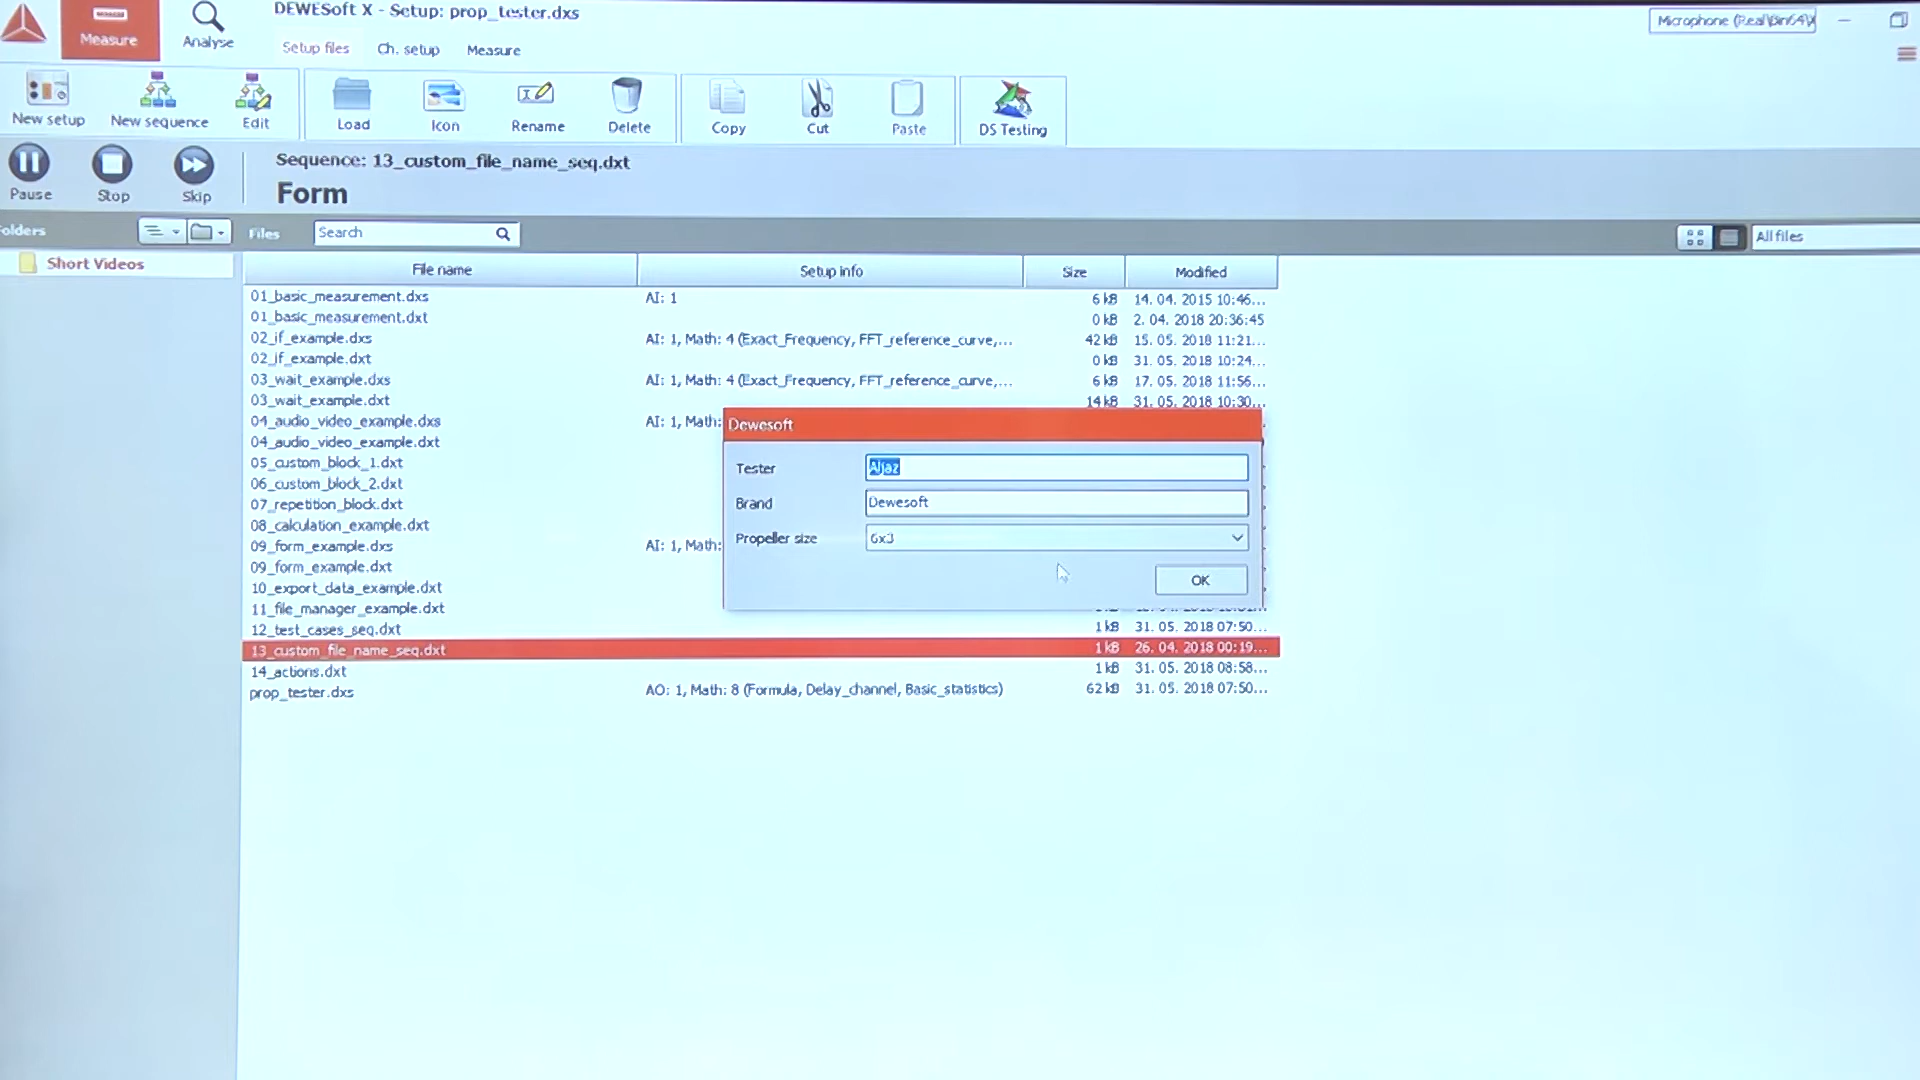 DEWESoft X - Setup: prop_tester.dxs
Measure
Analyse
Setup files
Ch. setup
Measure
New setup
New sequence
Edit
Load
Icon
Rename
Delete
Copy
Cut
Paste
DS Testing
Pause
Stop
Skip
Sequence: 13_custom_file_name_seq.dxt
Form
olders
Files
Search
All files
Short Videos
File name Setup info Size Modified
01_basic_measurement.dxs AI: 1 6 kB 14. 04. 2015 10:46...
01_basic_measurement.dxt 0 kB 2. 04. 2018 20:36:45
02_if_example.dxs AI: 1, Math: 4 (Exact_Frequency, FFT_reference_curve,... 42 kB 15. 05. 2018 11:21...
02_if_example.dxt 0 kB 31. 05. 2018 10:24...
03_wait_example.dxs AI: 1, Math: 4 (Exact_Frequency, FFT_reference_curve,... 6 kB 17. 05. 2018 11:56...
03_wait_example.dxt 14 kB 31. 05. 2018 10:30...
04_audio_video_example.dxs AI: 1, Math:
04_audio_video_example.dxt
05_custom_block_1.dxt
06_custom_block_2.dxt
07_repetition_block.dxt
08_calculation_example.dxt
09_form_example.dxs AI: 1, Math:
09_form_example.dxt
10_export_data_example.dxt
11_file_manager_example.dxt
12_test_cases_seq.dxt 1 kB 31. 05. 2018 07:50...
13_custom_file_name_seq.dxt 1 kB 26. 04. 2018 00:19...
14_actions.dxt 1 kB 31. 05. 2018 08:58...
prop_tester.dxs AO: 1, Math: 8 (Formula, Delay_channel, Basic_statistics) 62 kB 31. 05. 2018 07:50...
Dewesoft
Tester Aljaz
Brand Dewesoft
Propeller size 6x3
OK